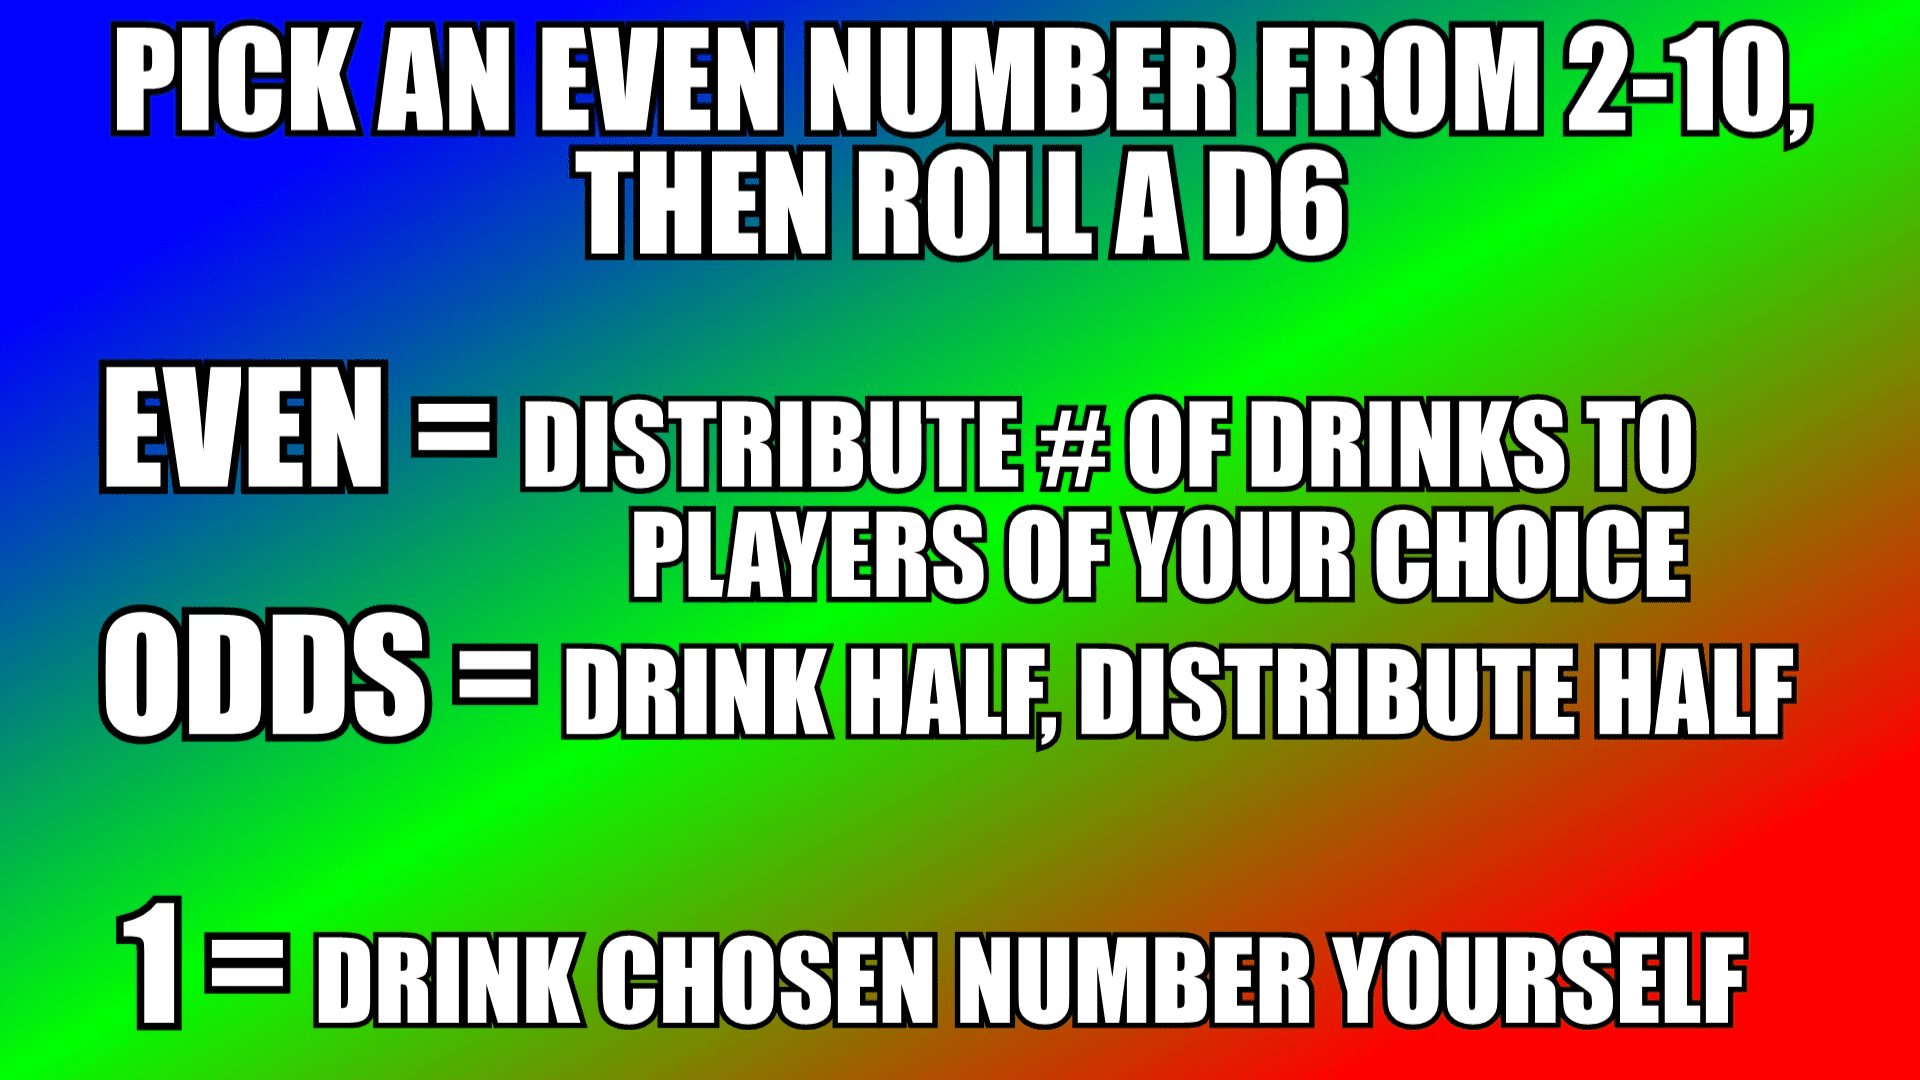 PICK AN EVEN NUMBER FROM 2-10,
THEN ROLL A D6
EVEN = DISTRIBUTE # OF DRINKS TO
PLAYERS OF YOUR CHOICE
ODDS = DRINK HALF, DISTRIBUTE HALF
1 = DRINK CHOSEN NUMBER YOURSELF